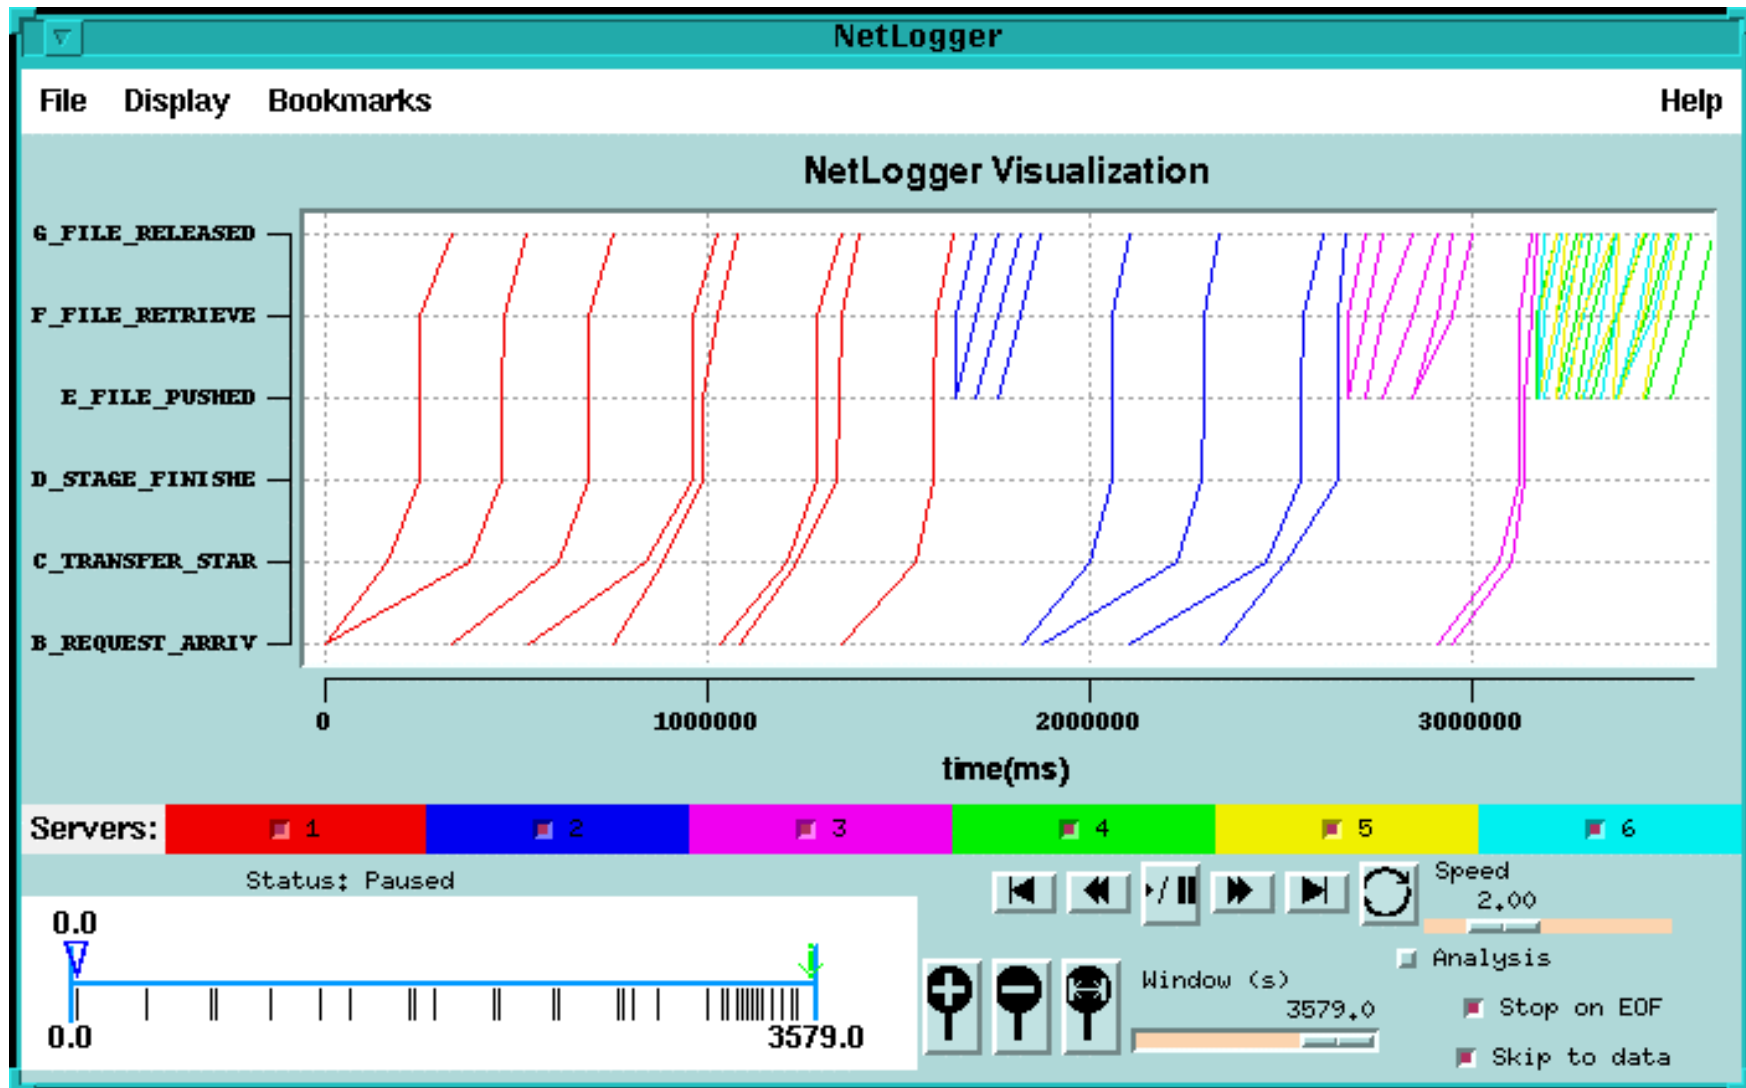 NetLogger
File Display Bookmarks Help
NetLogger Visualization
G_FILE_RELEASED
F_FILE_RETRIEVE
E_FILE_PUSHED
D_STAGE_FINISHE
C_TRANSFER_STAR
B_REQUEST_ARRIV
0 1000000 2000000 3000000
time(ms)
Servers: 1 2 3 4 5 6
Status: Paused
0.0
0.0 3579.0
Speed
2.00
Analysis
Window (s)
3579.0
Stop on EOF
Skip to data